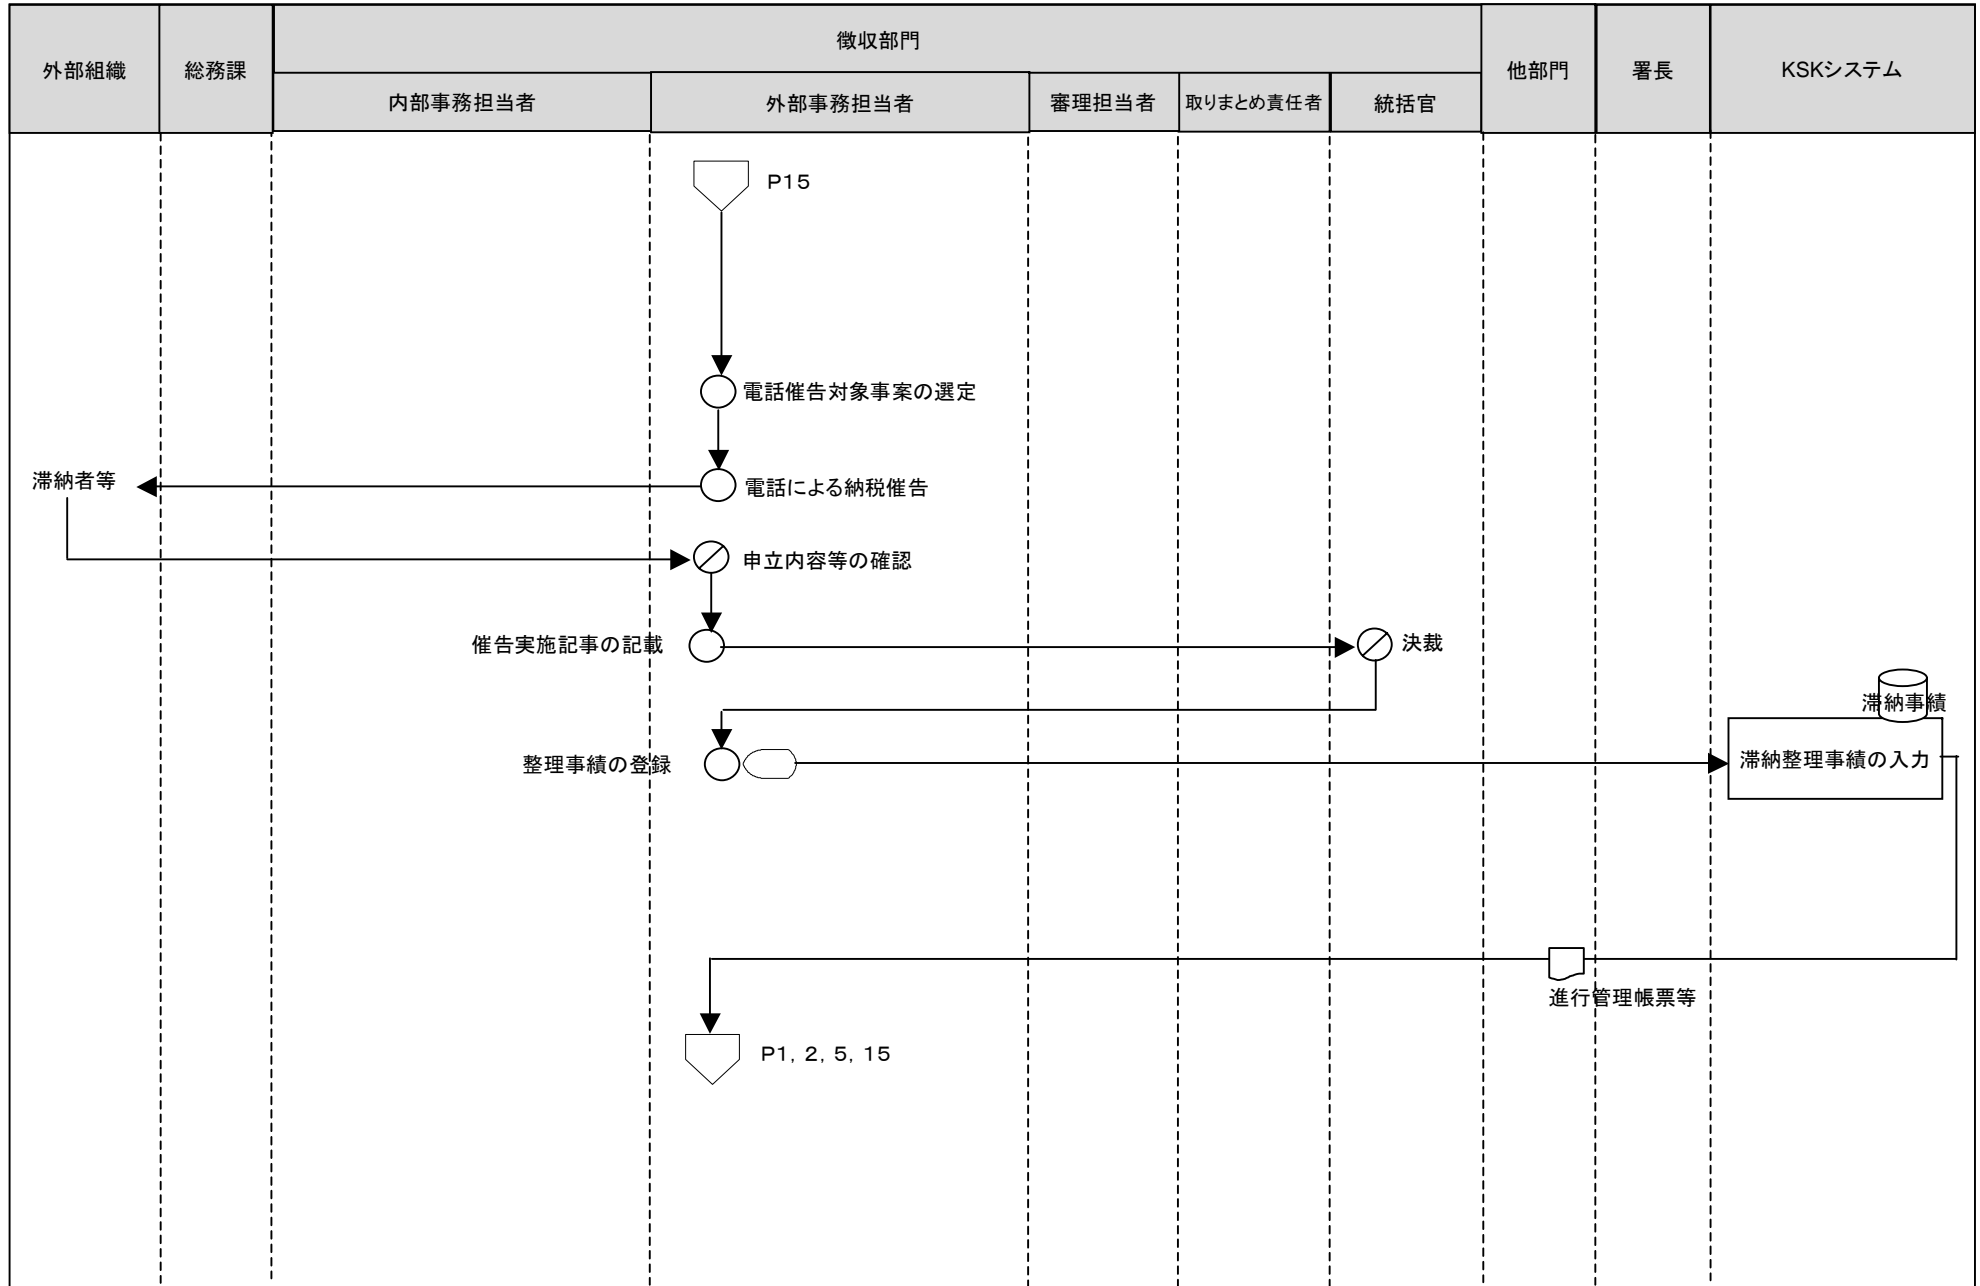 徴収部門
外部組織
総務課
他部門
署長
KSKシステム
内部事務担当者
外部事務担当者
審理担当者
取りまとめ責任者
統括官
P15
電話催告対象事案の選定
滞納者等
電話による納税催告
申立内容等の確認
催告実施記事の記載
決裁
滞納事績
整理事績の登録
滞納整理事績の入力
進行管理帳票等
P1, 2, 5, 15